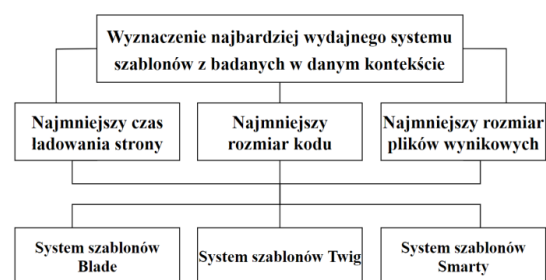 Wyznaczenie najbardziej wydajnego systemu
szablonów z badanych w danym kontekście
Najmniejszy czas
ładowania strony
Najmniejszy
rozmiar kodu
Najmniejszy rozmiar
plików wynikowych
System szablonów
Blade
System szablonów Twig
System szablonów
Smarty